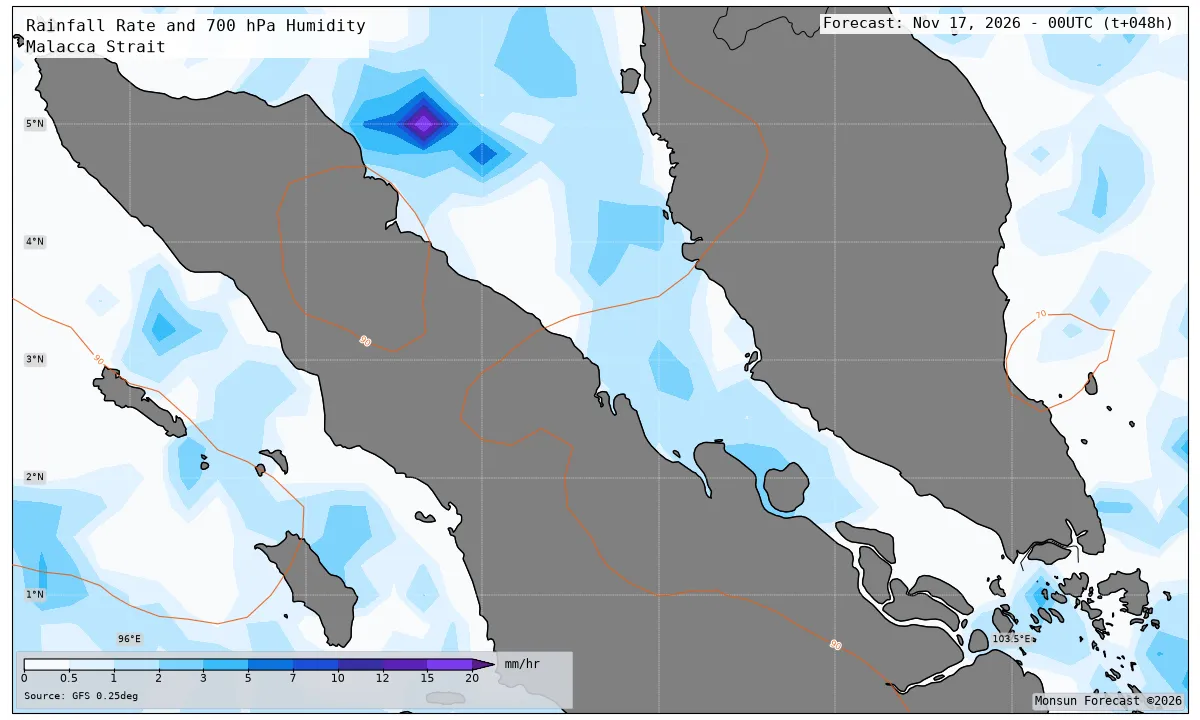 Rainfall Rate and 700 hPa Humidity
Malacca Strait
Forecast: Nov 17, 2026 - 00UTC (t+048h)
5°N
4°N
70
90
90
3°N
2°N
1°N
96°E
103.5°E
90
mm/hr
0 0.5 1 2 3 5 7 10 12 15 20
Source: GFS 0.25deg
Monsun Forecast ©2026